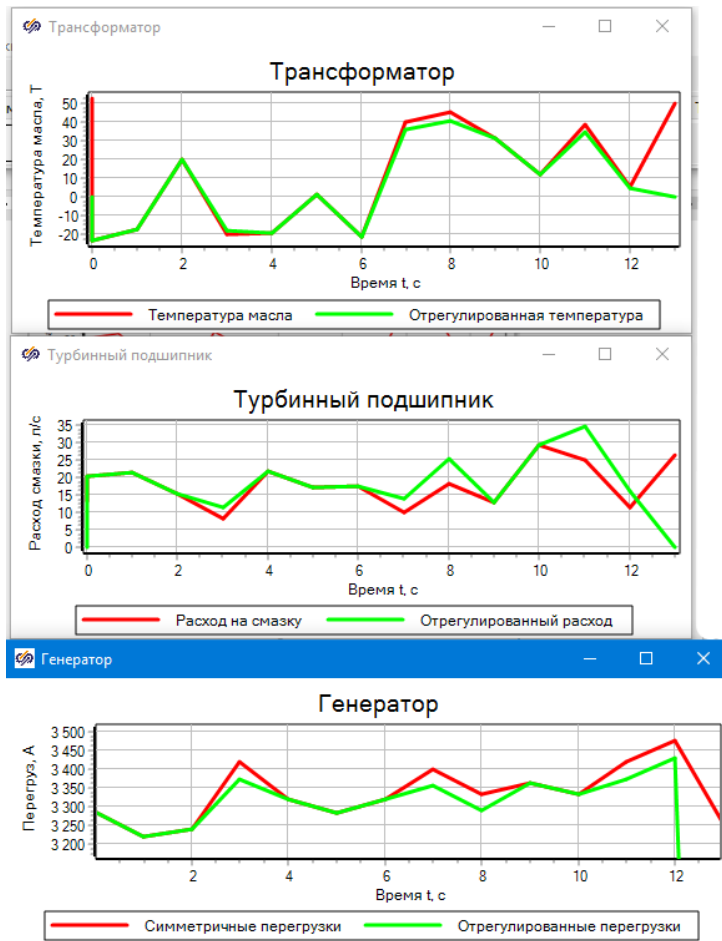 Трансформатор
Трансформатор
Температура масла, Т
50
40
30
20
10
0
-10
-20
0 2 4 6 8 10 12
Время t, с
Температура масла Отрегулированная температура
Турбинный подшипник
Турбинный подшипник
Расход смазки, л/с
35
30
25
20
15
10
5
0
0 2 4 6 8 10 12
Время t, с
Расход на смазку Отрегулированный расход
Генератор
Генератор
Перегруз, А
3 500
3 450
3 400
3 350
3 300
3 250
3 200
2 4 6 8 10 12
Время t, с
Симметричные перегрузки Отрегулированные перегрузки